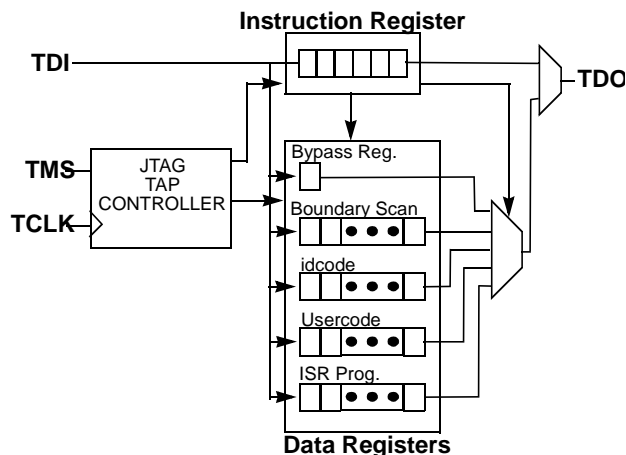 Instruction Register
TDI
TDO
JTAG
TAP
CONTROLLER
TMS
TCLK
Bypass Reg.
Boundary Scan
idcode
Usercode
ISR Prog.
Data Registers